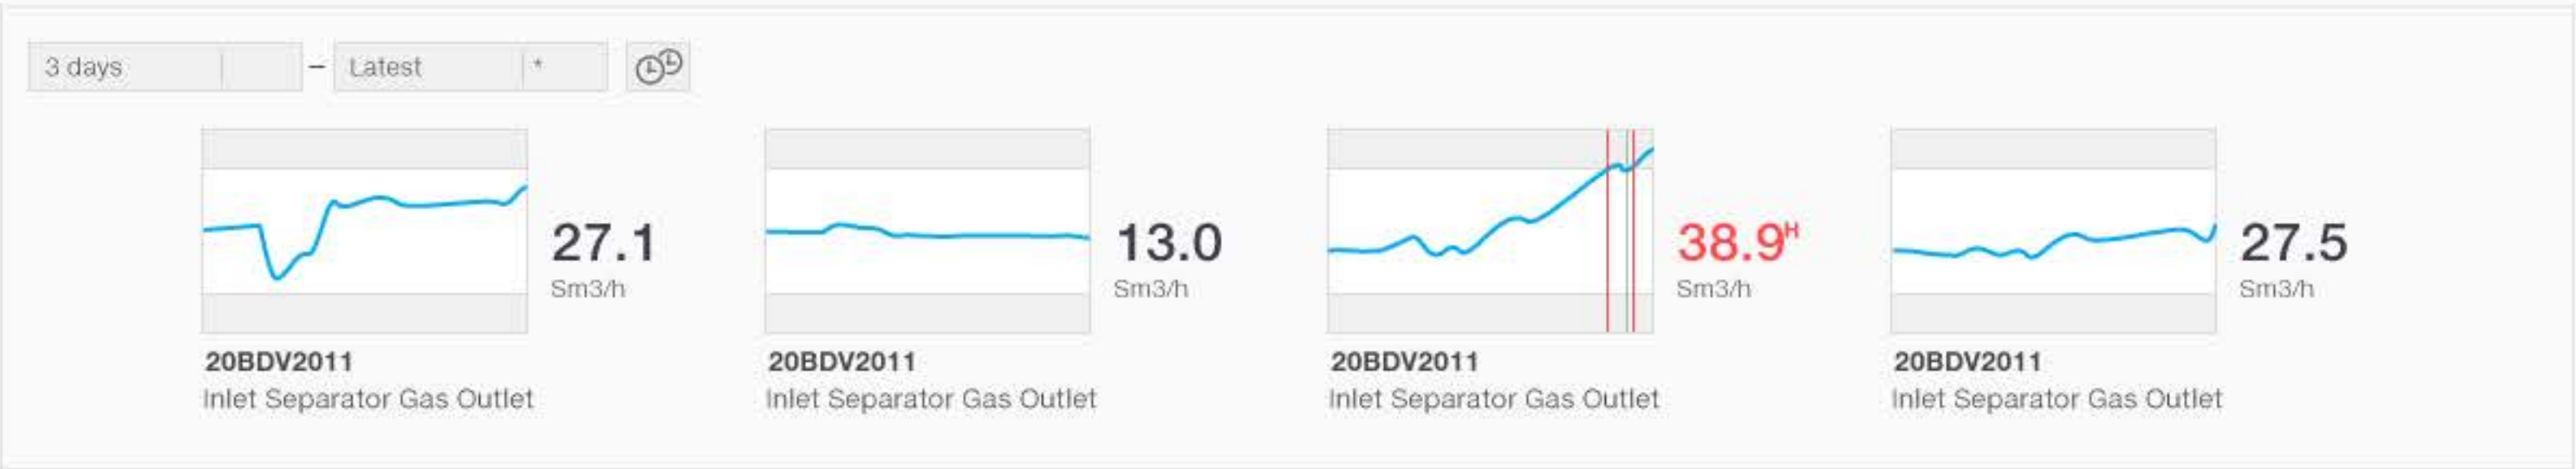 3 days – Latest *
27.1
Sm3/h
20BDV2011
Inlet Separator Gas Outlet
13.0
Sm3/h
20BDV2011
Inlet Separator Gas Outlet
38.9H
Sm3/h
20BDV2011
Inlet Separator Gas Outlet
27.5
Sm3/h
20BDV2011
Inlet Separator Gas Outlet